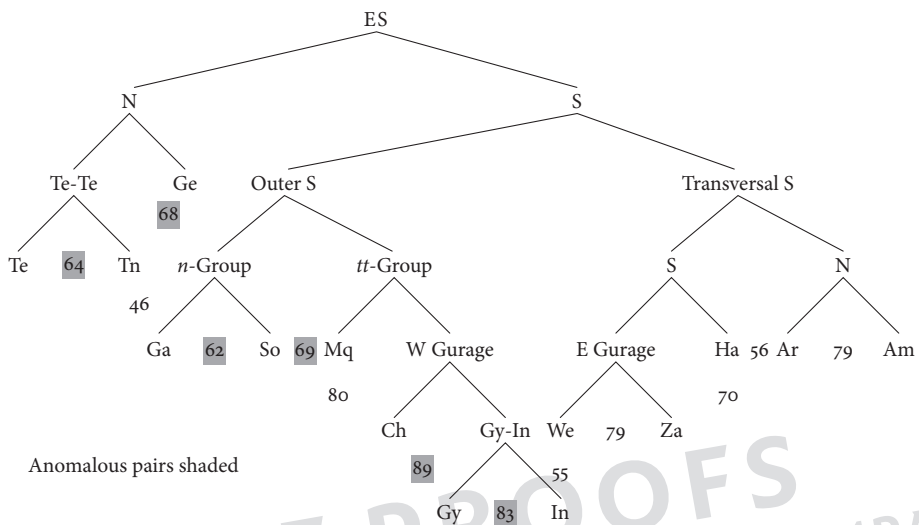 ES
N S
Te-Te Ge Outer S Transversal S
68
Te 64 Tn n-Group tt-Group S N
46
Ga 62 So 69 Mq W Gurage E Gurage Ha 56 Ar 79 Am
80 70
Ch Gy-In We 79 Za
Anomalous pairs shaded 89 55
Gy 83 In
PROOFS